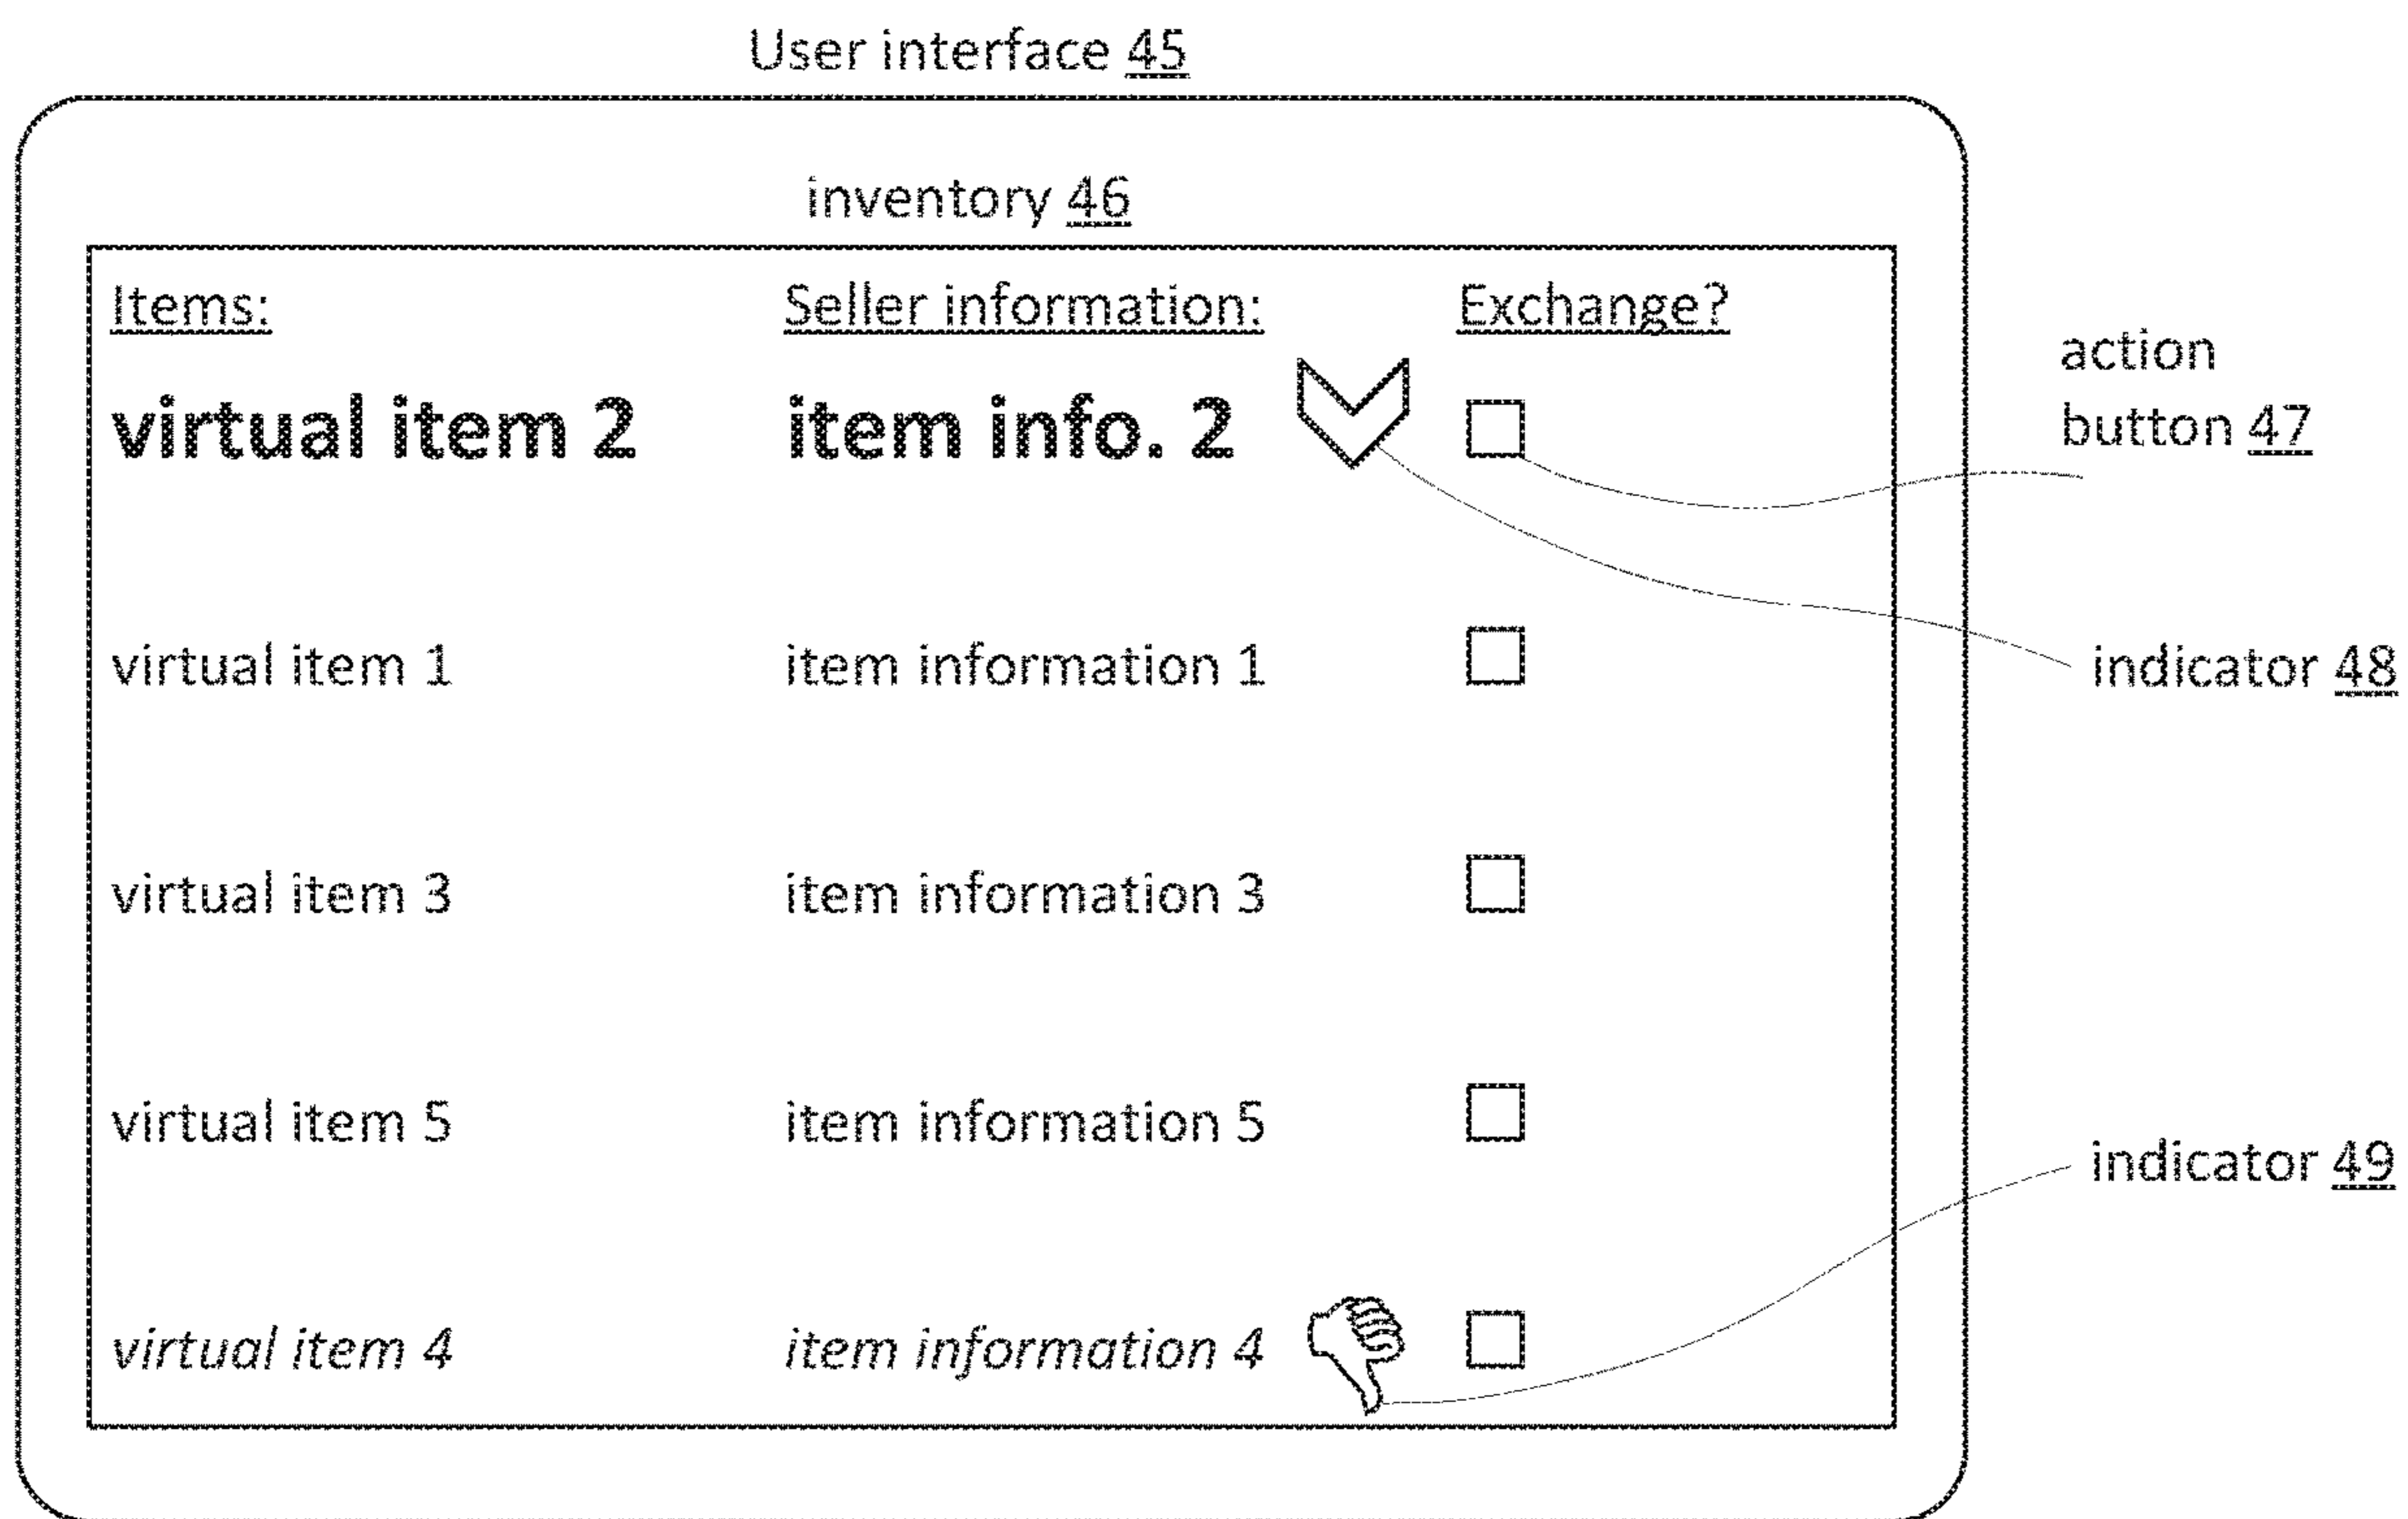 User interface 45
inventory 46
Items: Seller information: Exchange?
virtual item 2 item info. 2
action
button 47
virtual item 1 item information 1
indicator 48
virtual item 3 item information 3
virtual item 5 item information 5
indicator 49
virtual item 4 item information 4